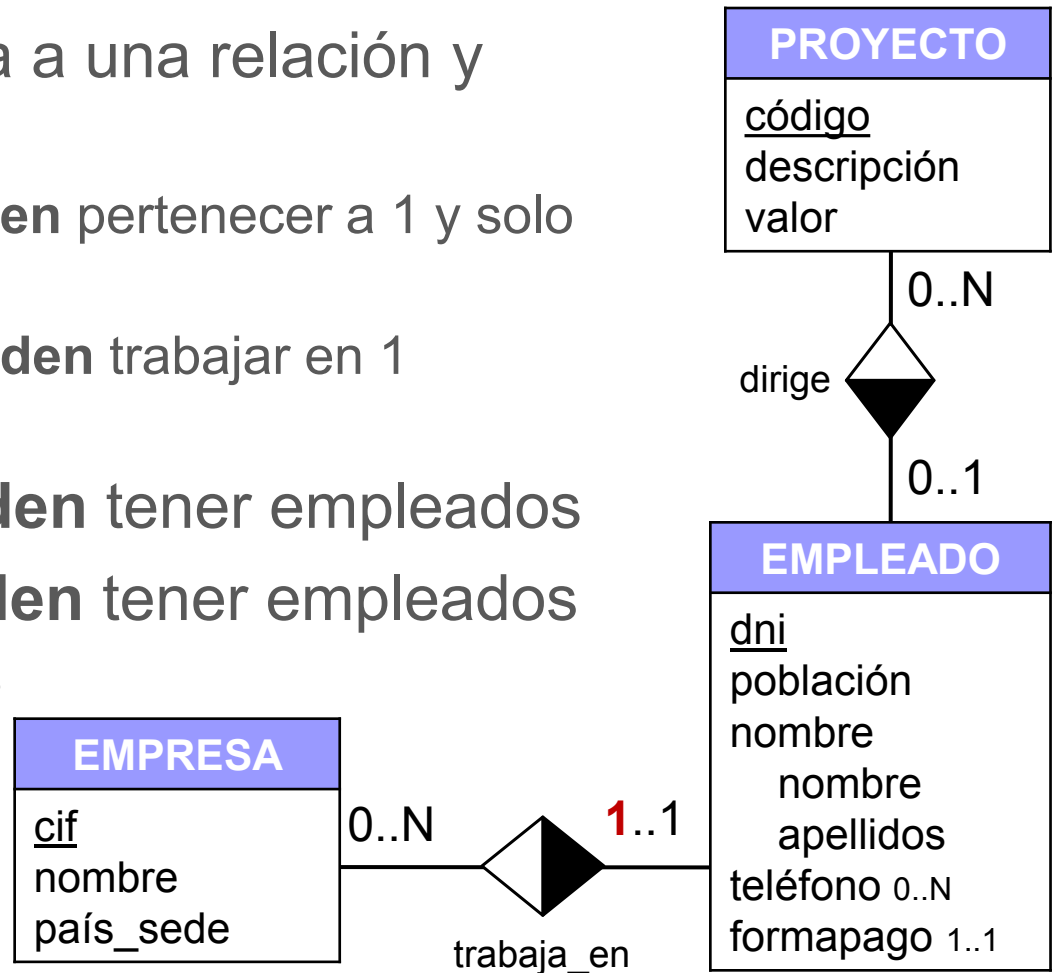 a a una relación y
en pertenecer a 1 y solo
den trabajar en 1
den tener empleados
den tener empleados
PROYECTO
código
descripción
valor
0..N
dirige
0..1
EMPLEADO
dni
población
nombre
nombre
apellidos
teléfono 0..N
formapago 1..1
EMPRESA
cif
nombre
país_sede
0..N
1..1
trabaja_en